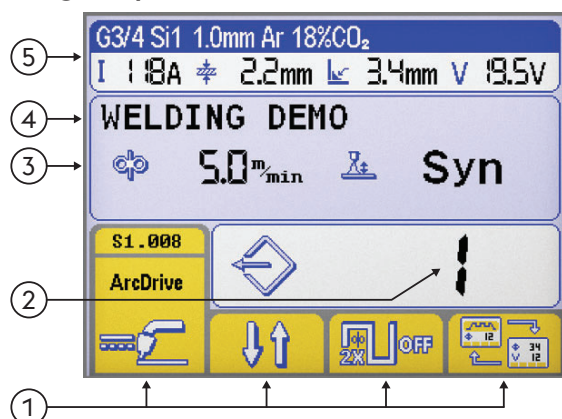 G3/4 Si1 1.0mm Ar 18%CO₂
I 118A 2.2mm 3.4mm V 19.5V
WELDING DEMO
5.0 m/min Syn
S1.008
ArcDrive
1
2X OFF
12 34
V 12
5
4
3
2
1